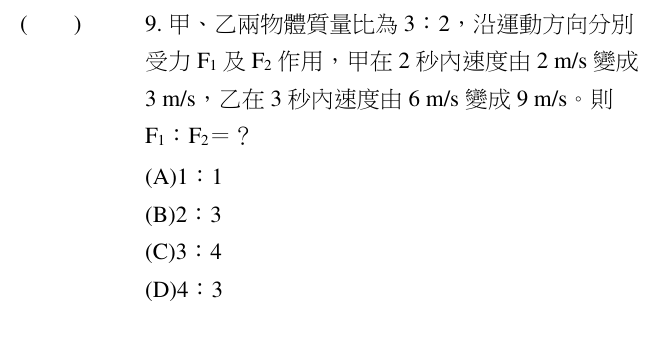 (　　) 9. 甲、乙兩物體質量比為 3：2，沿運動方向分別
受力 F₁ 及 F₂ 作用，甲在 2 秒內速度由 2 m/s 變成
3 m/s，乙在 3 秒內速度由 6 m/s 變成 9 m/s。則
F₁：F₂＝？
(A)1：1
(B)2：3
(C)3：4
(D)4：3